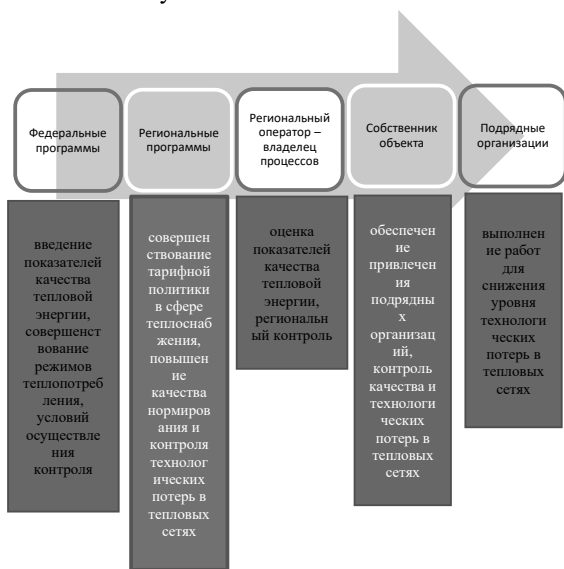 Федеральные
программы
Региональные
программы
Региональный
оператор –
владелец
процессов
Собственник
объекта
Подрядные
организации
введение
показателей
качества
тепловой
энергии,
совершенст
вование
режимов
теплопотреб
ления,
условий
осуществле
ния
контроля
совершен
ствование
тарифной
политики
в сфере
теплоснаб
жения,
повышен
ие
качества
нормиров
ания и
контроля
технолог
ических
потерь в
тепловых
сетях
оценка
показателей
качества
тепловой
энергии,
региональн
ый контроль
обеспечен
ие
привлечен
ия
подрядны
х
организац
ий,
контроль
качества и
технологи
ческих
потерь в
тепловых
сетях
выполнен
ие работ
для
снижения
уровня
технологи
ческих
потерь в
тепловых
сетях